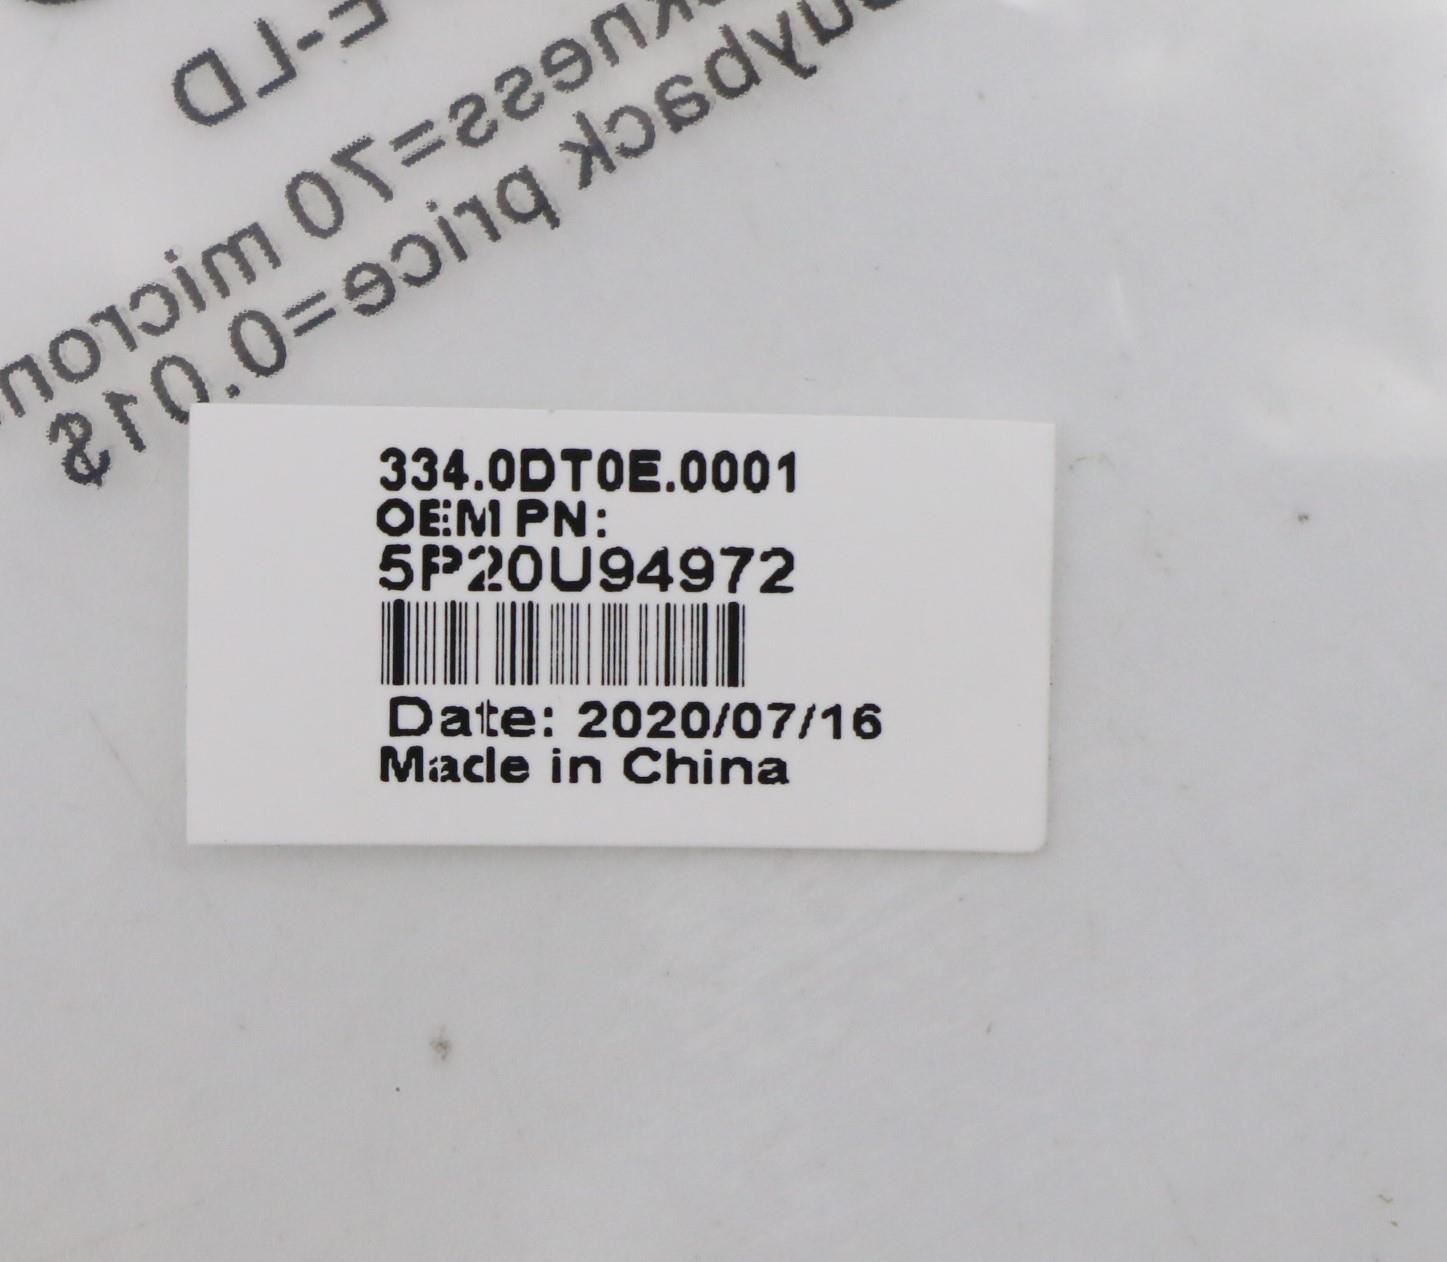 E-LD
ckness=70 micron
buyback price=0.01$
334.0DT0E.0001
OEM PN:
5P20U94972
Date: 2020/07/16
Made in China